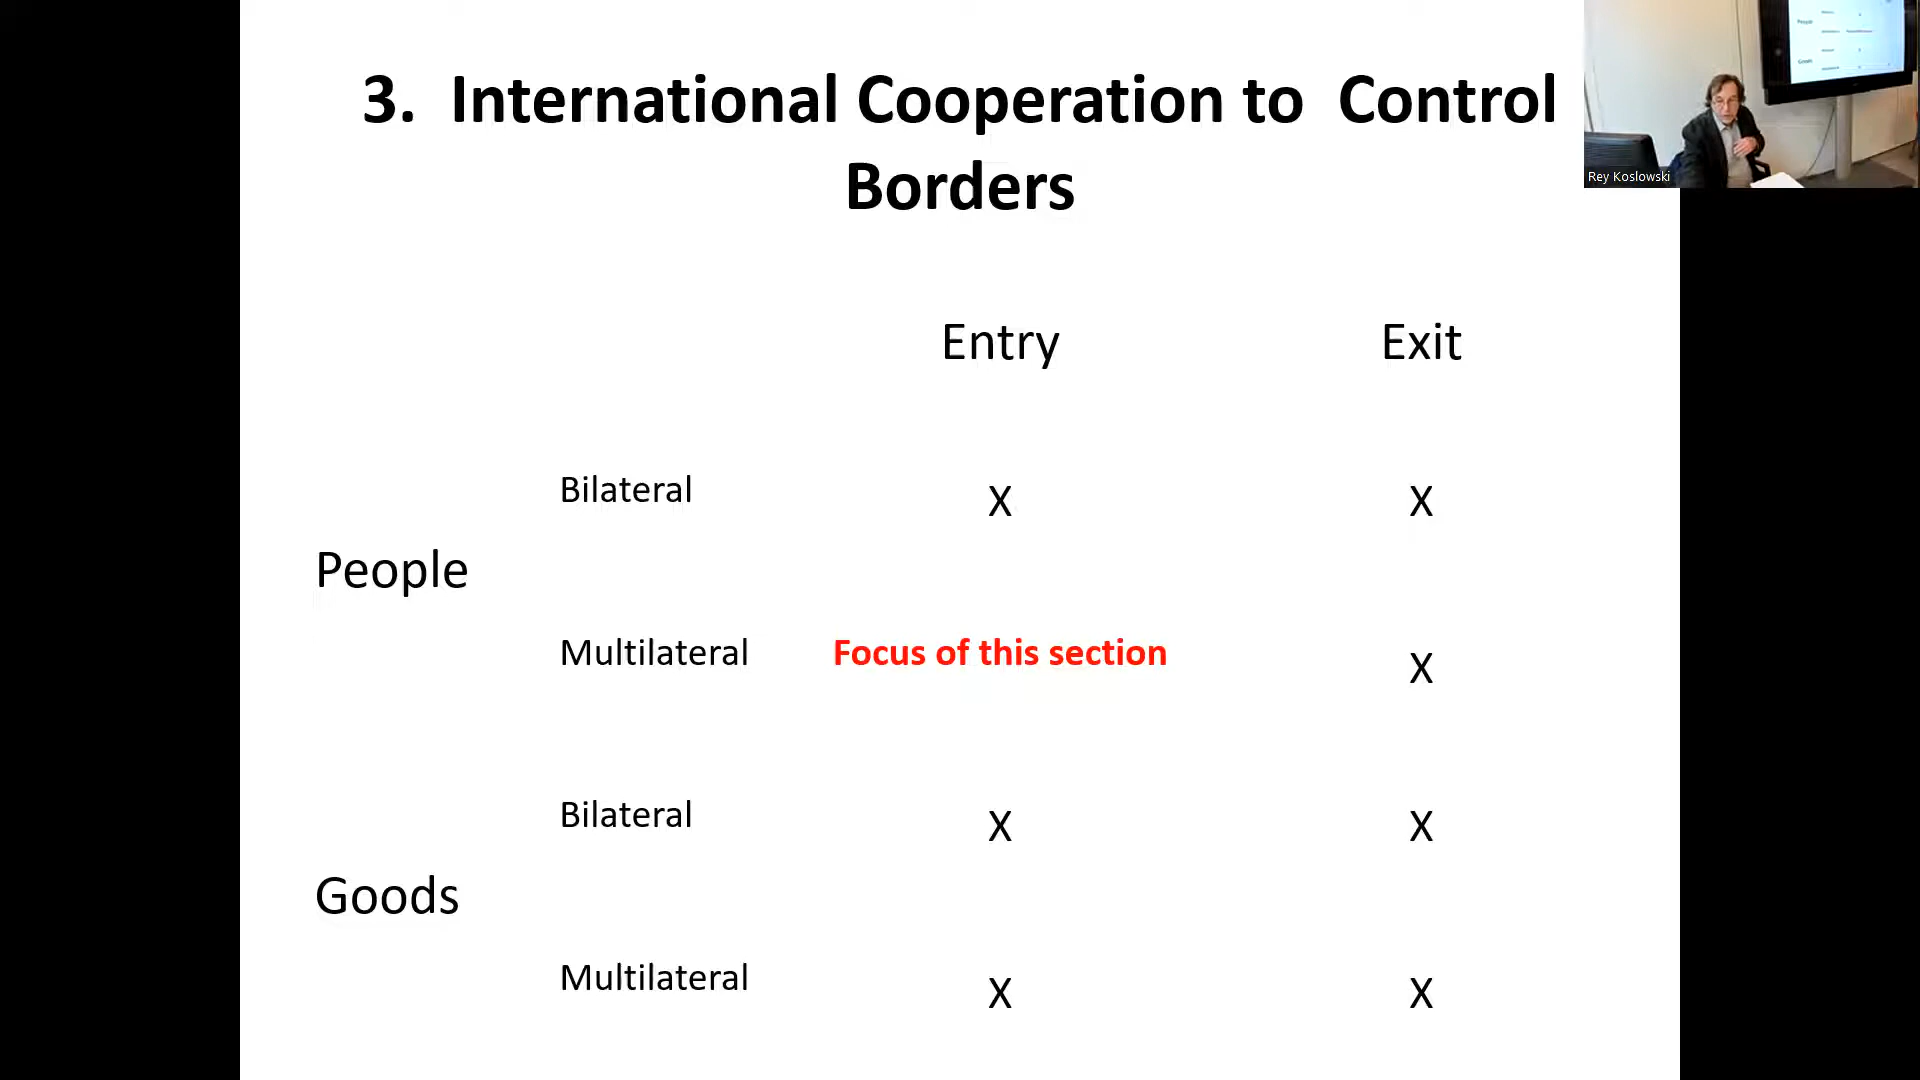 3. International Cooperation to Control
Borders
Rey Koslowski
Entry Exit
Bilateral X X
People
Multilateral Focus of this section X
Bilateral X X
Goods
Multilateral X X